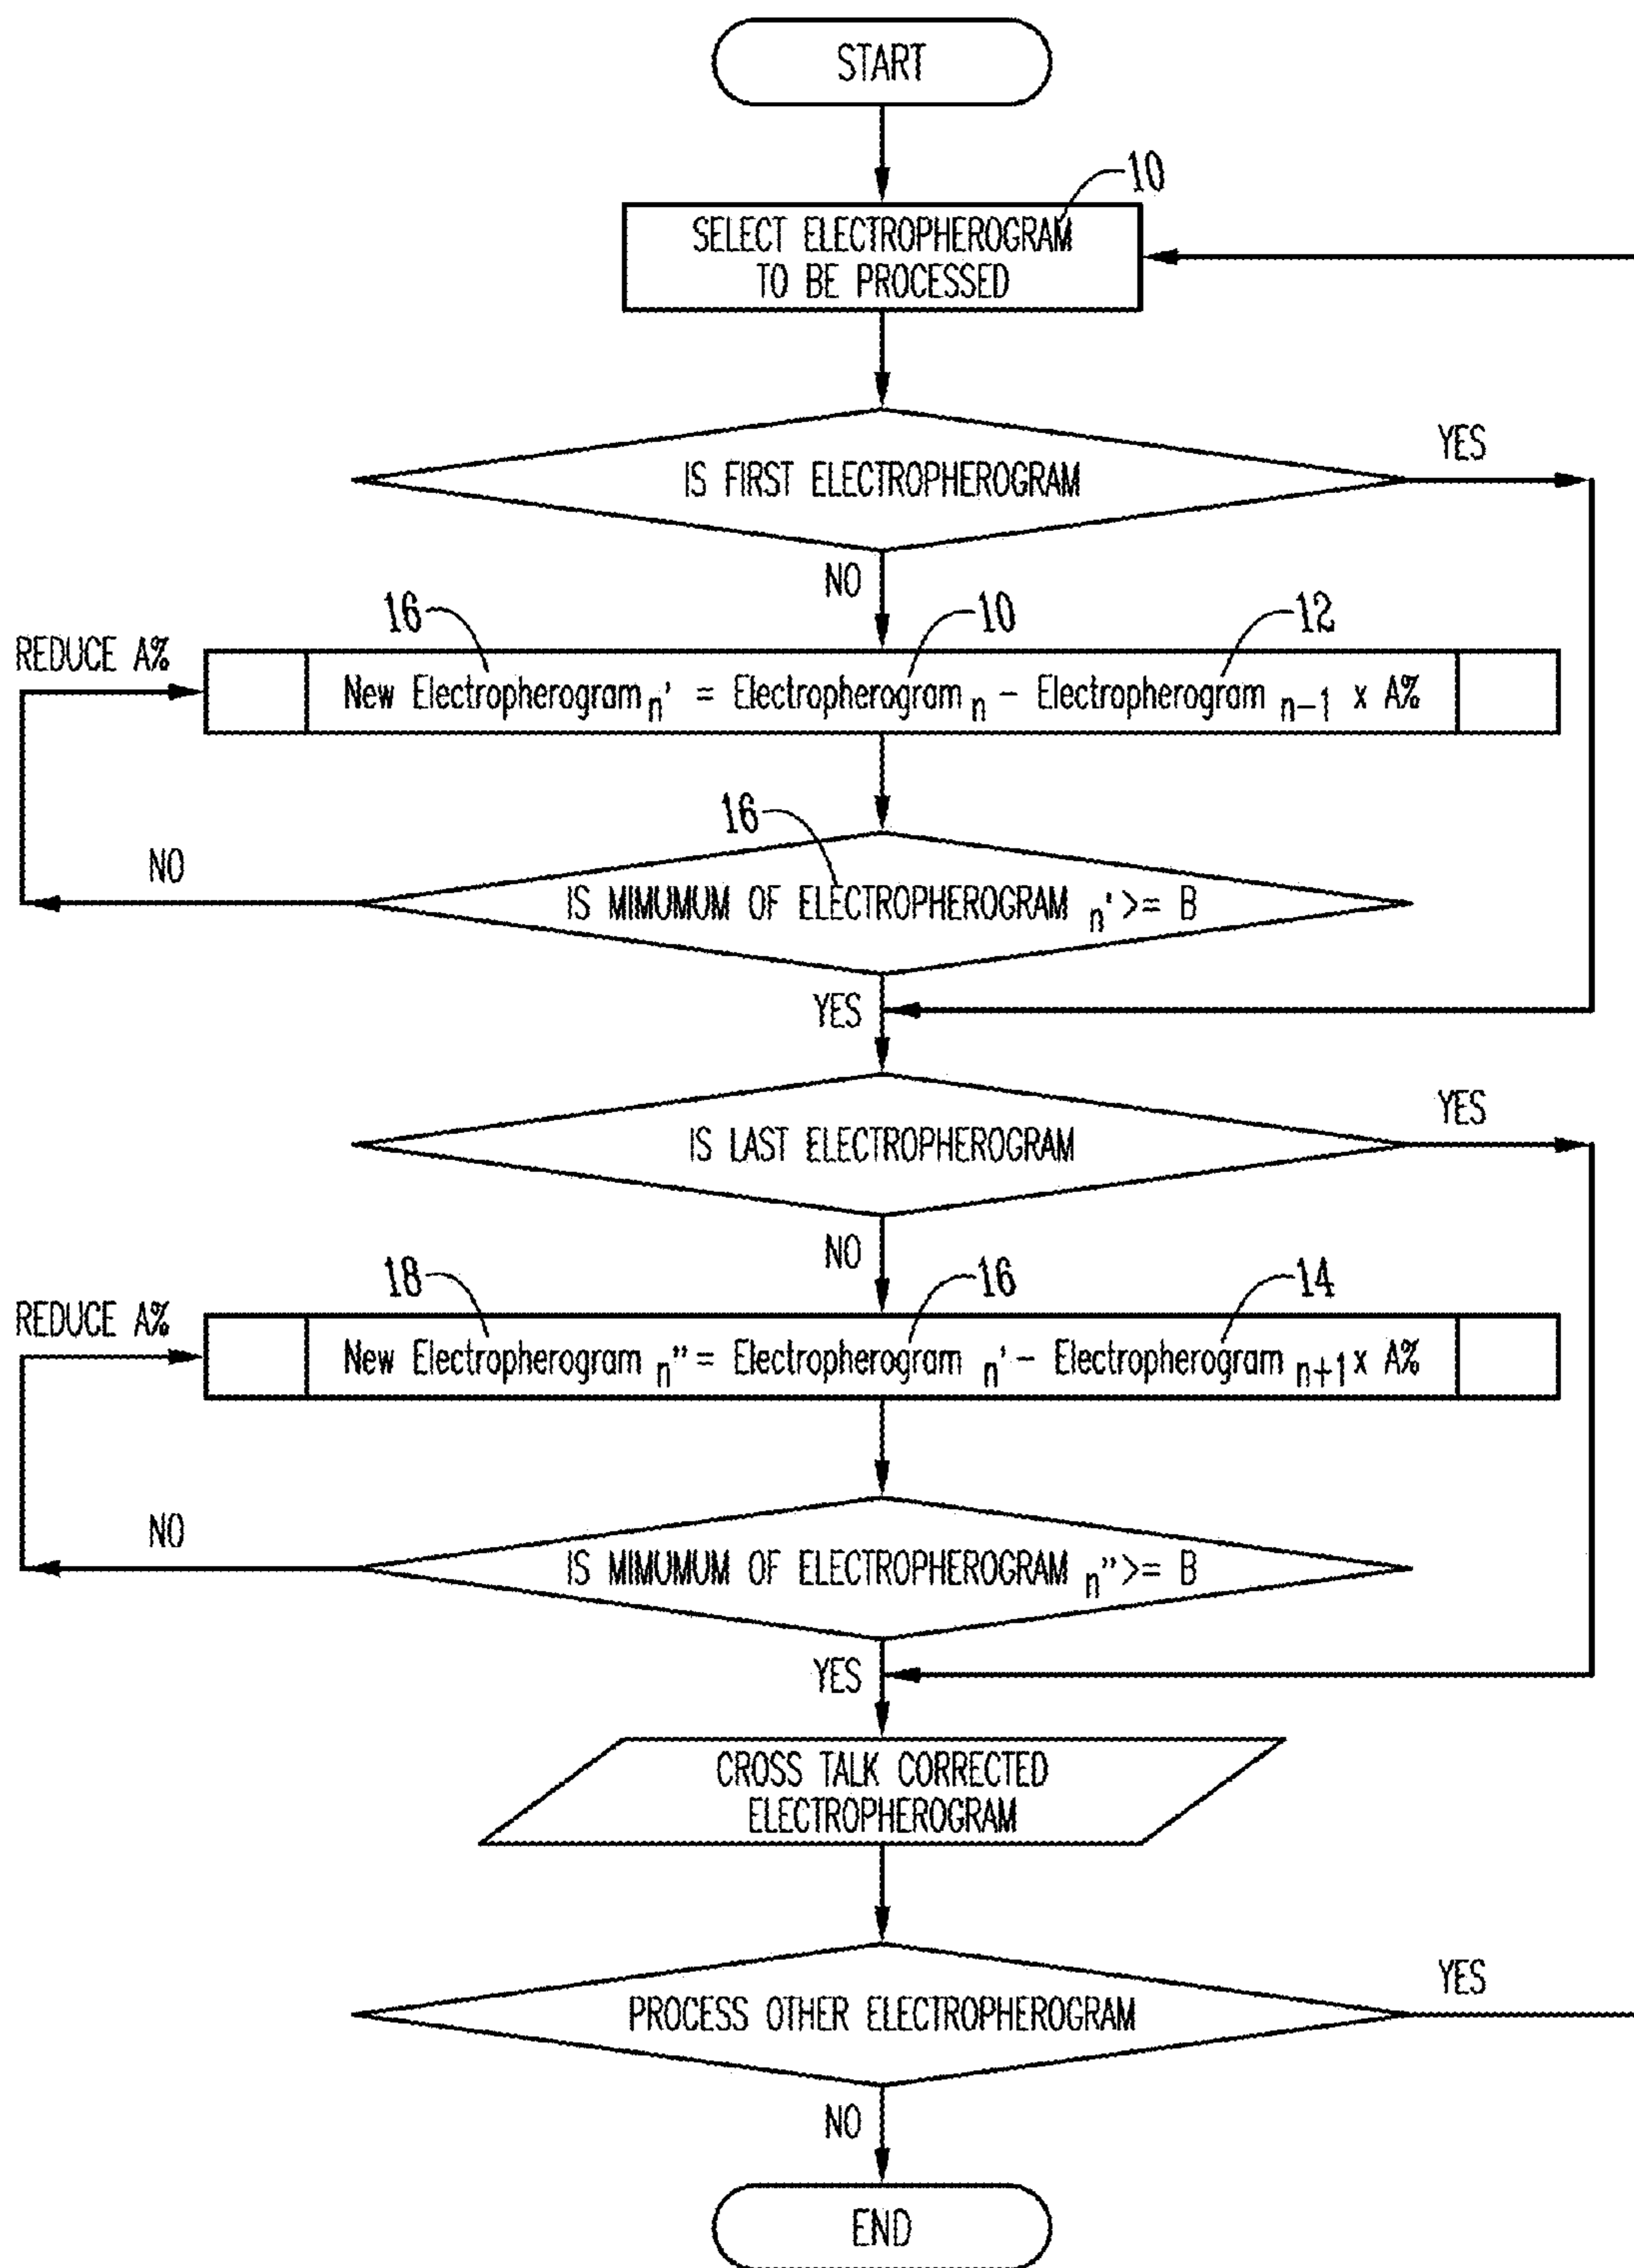 START
10
SELECT ELECTROPHEROGRAM
TO BE PROCESSED
YES
IS FIRST ELECTROPHEROGRAM
NO
16 10 12
REDUCE A%
New Electropherogram n' = Electropherogram n - Electropherogram n-1 x A%
16
NO
IS MIMUMUM OF ELECTROPHEROGRAM n' >= B
YES
YES
IS LAST ELECTROPHEROGRAM
NO
18 16 14
REDUCE A%
New Electropherogram n" = Electropherogram n' - Electropherogram n+1 x A%
NO
IS MIMUMUM OF ELECTROPHEROGRAM n" >= B
YES
CROSS TALK CORRECTED
ELECTROPHEROGRAM
YES
PROCESS OTHER ELECTROPHEROGRAM
NO
END